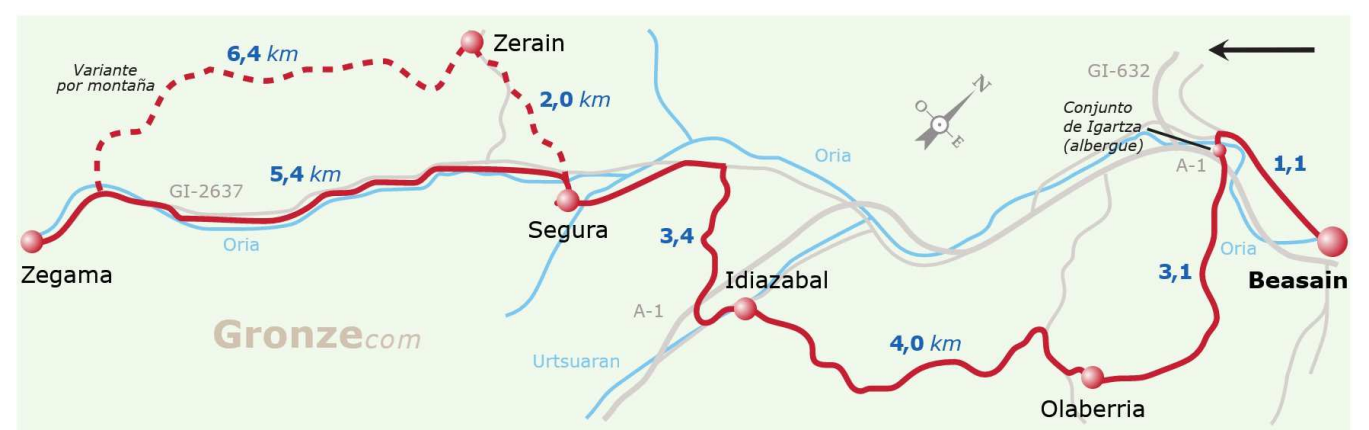 Zerain
6,4 km
Variante
por montaña
2,0 km
GI-632
N
O
E
Conjunto
de Igartza
(albergue)
Oria
A-1
1,1
5,4 km
GI-2637
Oria
Segura
3,4
Zegama
Idiazabal
Oria
3,1
Beasain
A-1
Gronze.com
4,0 km
Urtsuaran
Olaberria